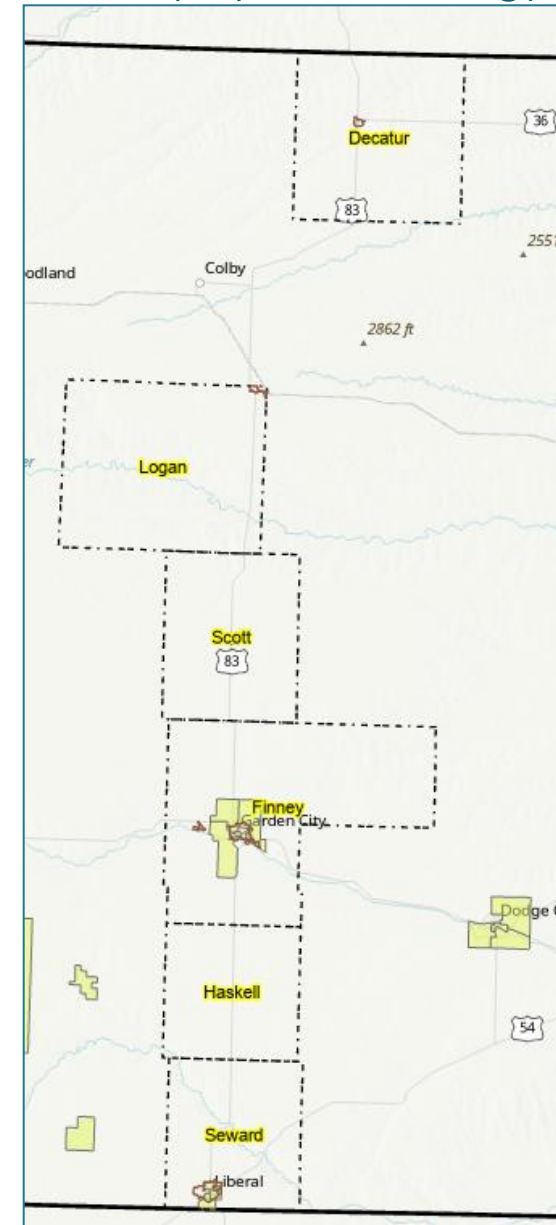 36
Decatur
83
2551
odland
Colby
2862 ft
Logan
er
Scott
83
Finney
Garden City
Dodge
Haskell
54
Seward
Liberal